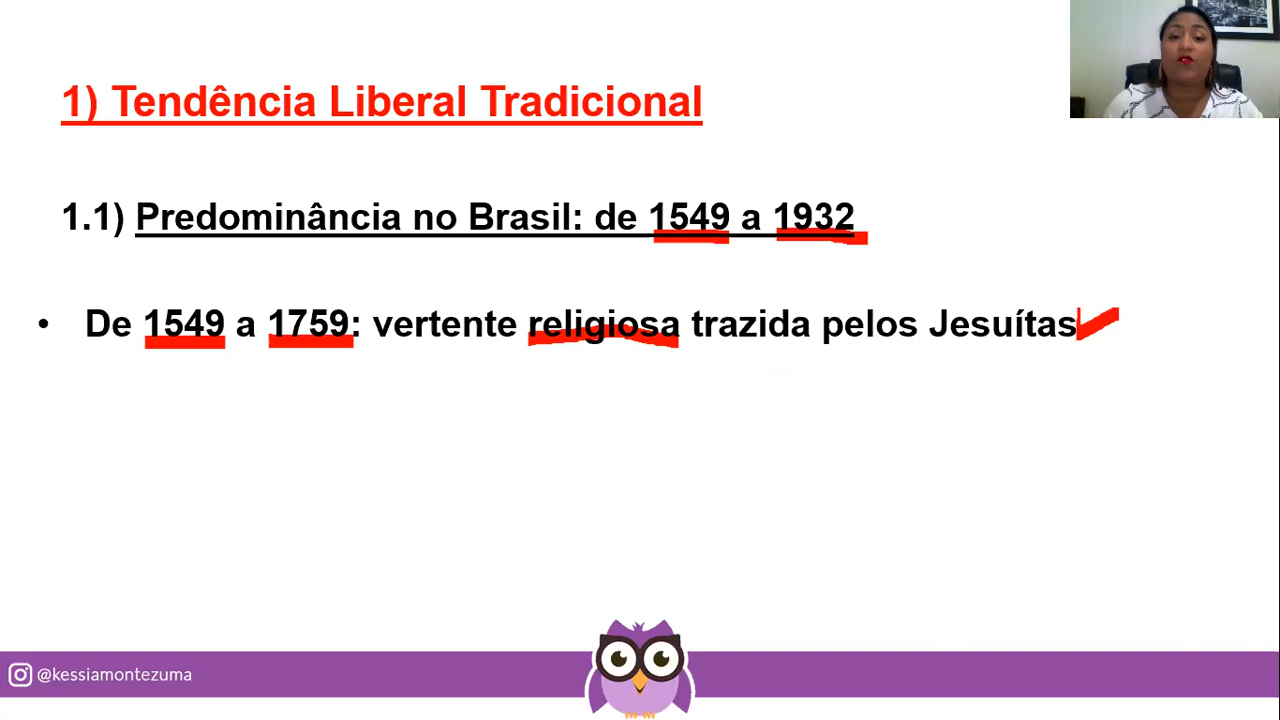 1) Tendência Liberal Tradicional
1.1) Predominância no Brasil: de 1549 a 1932
• De 1549 a 1759: vertente religiosa trazida pelos Jesuítas
@kessiamontezuma